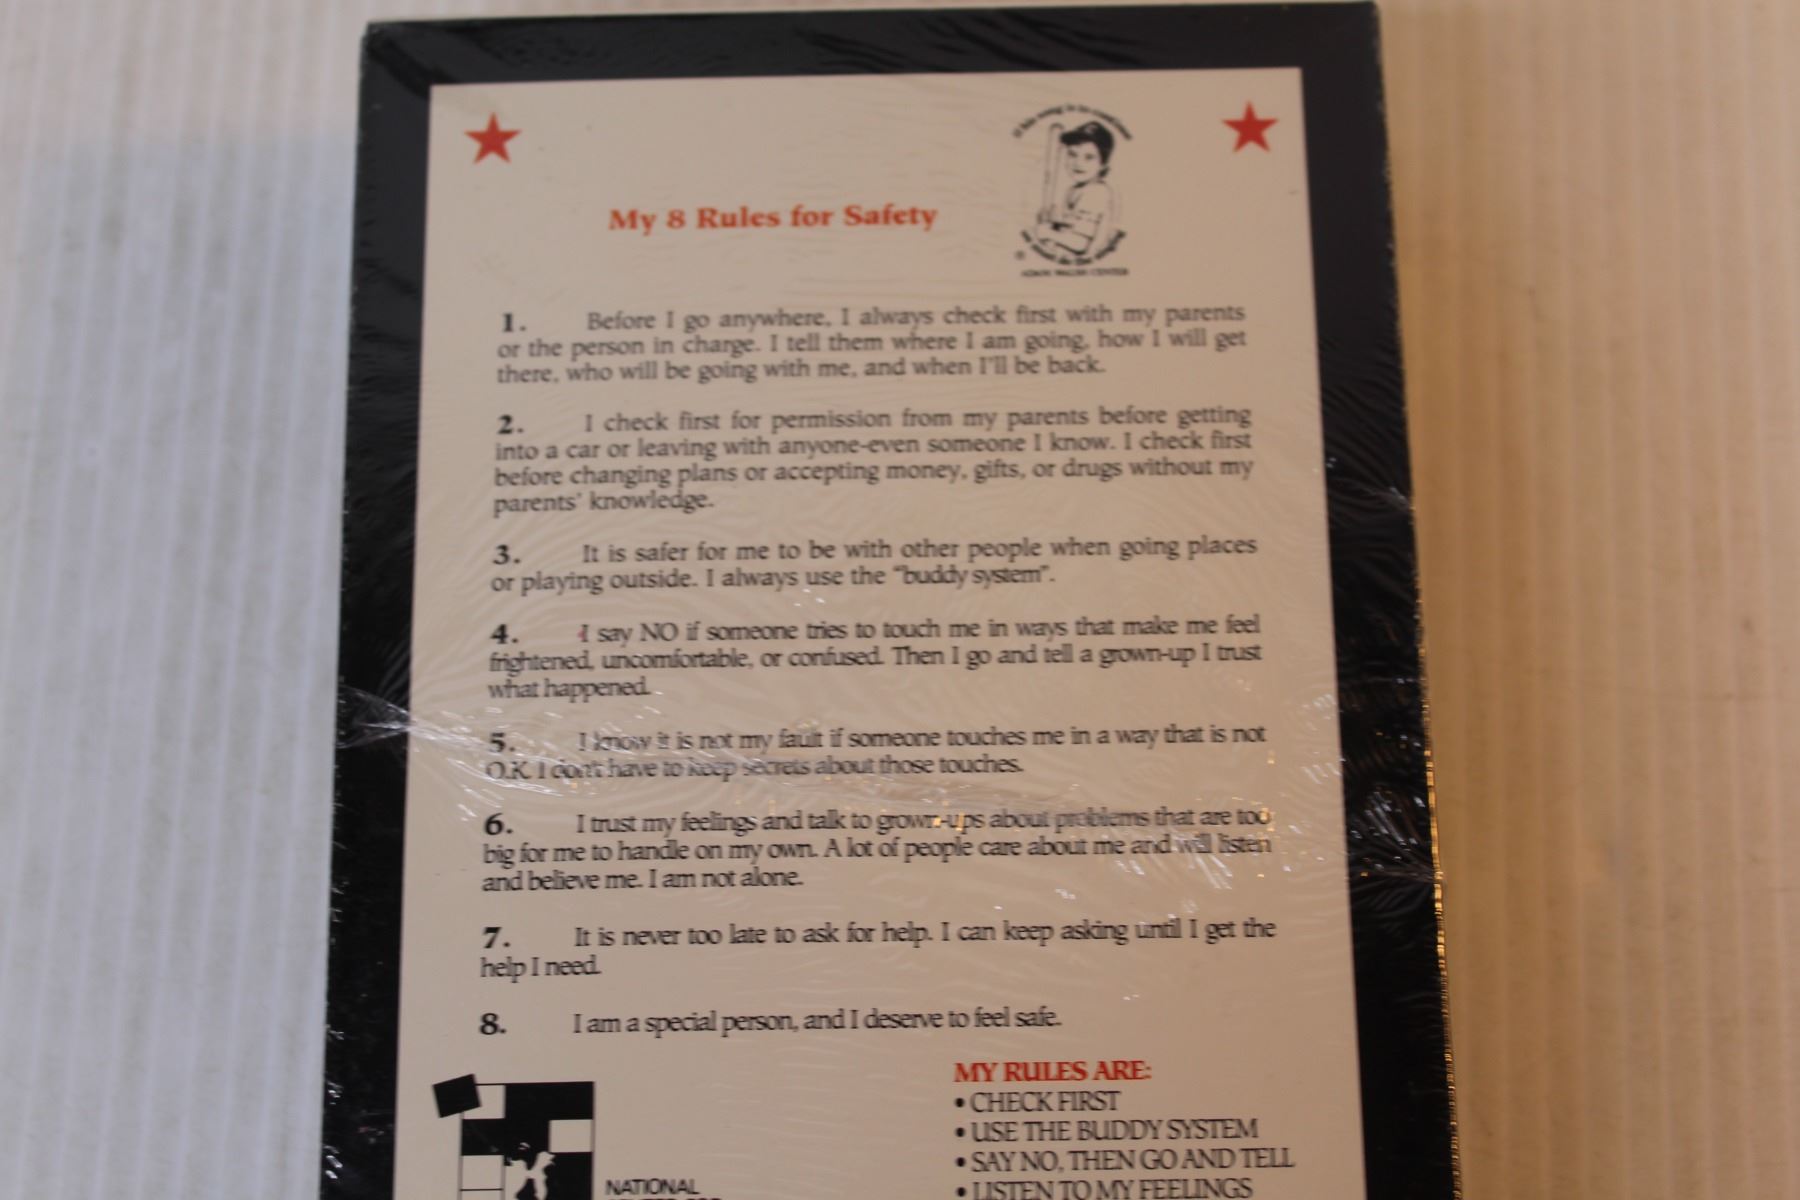 My 8 Rules for Safety
ADAM WALSH CENTER
1. Before I go anywhere, I always check first with my parents
or the person in charge. I tell them where I am going, how I will get
there, who will be going with me, and when I'll be back.
2. I check first for permission from my parents before getting
into a car or leaving with anyone-even someone I know. I check first
before changing plans or accepting money, gifts, or drugs without my
parents' knowledge.
3. It is safer for me to be with other people when going places
or playing outside. I always use the "buddy system".
4. I say NO if someone tries to touch me in ways that make me feel
frightened, uncomfortable, or confused. Then I go and tell a grown-up I trust
what happened.
5. I know it is not my fault if someone touches me in a way that is not
O.K. I don't have to keep secrets about those touches.
6. I trust my feelings and talk to grown-ups about problems that are too
big for me to handle on my own. A lot of people care about me and will listen
and believe me. I am not alone.
7. It is never too late to ask for help. I can keep asking until I get the
help I need.
8. I am a special person, and I deserve to feel safe.
MY RULES ARE:
• CHECK FIRST
• USE THE BUDDY SYSTEM
• SAY NO, THEN GO AND TELL
• LISTEN TO MY FEELINGS
NATIONAL